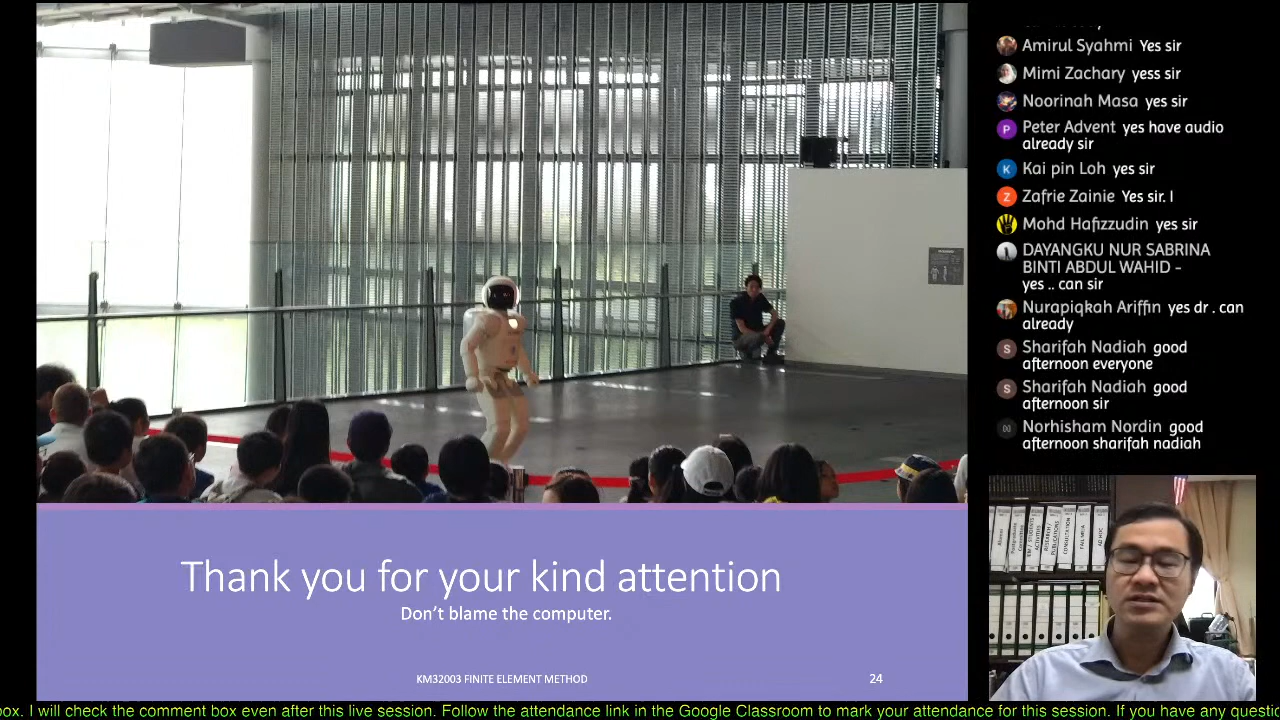 Amirul Syahmi Yes sir
Mimi Zachary yess sir
Noorinah Masa yes sir
P Peter Advent yes have audio
already sir
K Kai pin Loh yes sir
Z Zafrie Zainie Yes sir. I
Mohd Hafizzudin yes sir
DAYANGKU NUR SABRINA
BINTI ABDUL WAHID -
yes .. can sir
Nurapiqkah Ariffin yes dr . can
already
S Sharifah Nadiah good
afternoon everyone
S Sharifah Nadiah good
afternoon sir
Norhisham Nordin good
afternoon sharifah nadiah
Thank you for your kind attention
Don't blame the computer.
KM32003 FINITE ELEMENT METHOD
24
box. I will check the comment box even after this live session. Follow the attendance link in the Google Classroom to mark your attendance for this session. If you have any questio